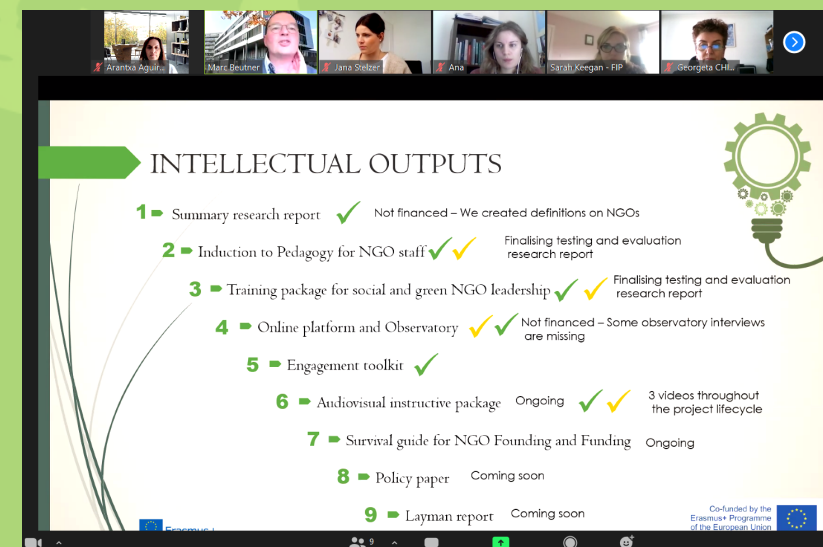 Arantxa Aguir...
Marc Beutner
Jana Stelzer
Ana
Sarah Keegan - FIP
Georgeta CHI...
INTELLECTUAL OUTPUTS
1 Summary research report Not financed – We created definitions on NGOs
2 Induction to Pedagogy for NGO staff Finalising testing and evaluation
research report
3 Training package for social and green NGO leadership Finalising testing and evaluation
research report
4 Online platform and Observatory Not financed – Some observatory interviews
are missing
5 Engagement toolkit
6 Audiovisual instructive package Ongoing 3 videos throughout
the project lifecycle
7 Survival guide for NGO Founding and Funding Ongoing
8 Policy paper Coming soon
9 Layman report Coming soon
Erasmus+
Co-funded by the
Erasmus+ Programme
of the European Union
9